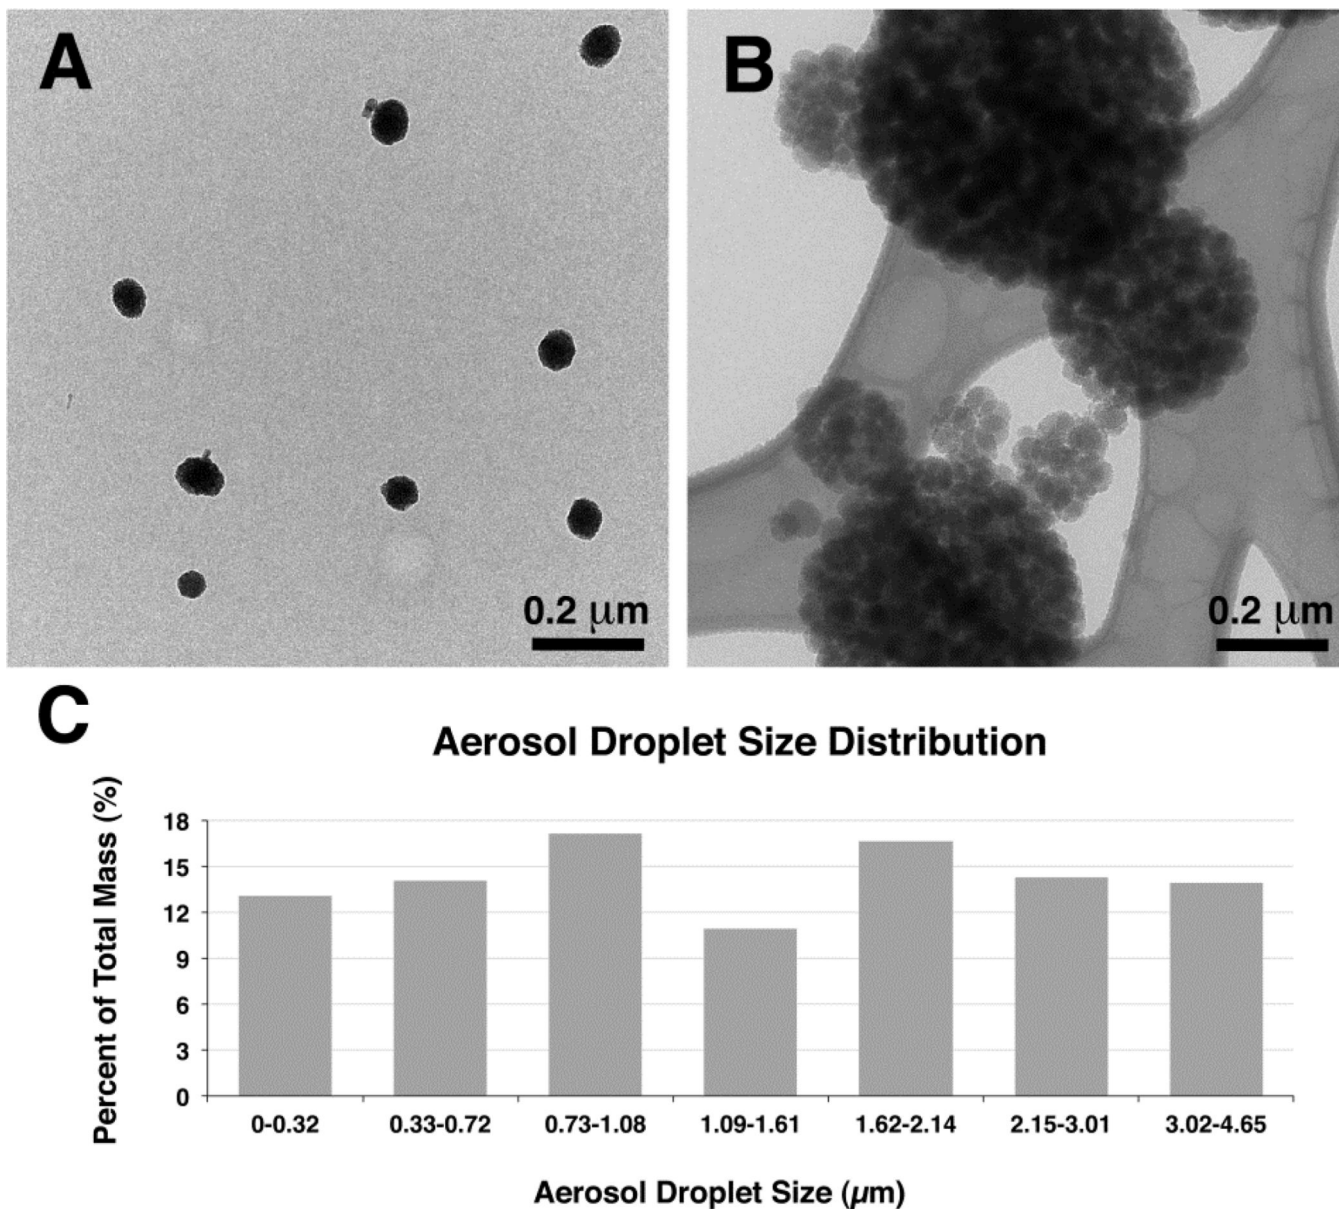 A
B
0.2 μm
0.2 μm
C
Aerosol Droplet Size Distribution
Percent of Total Mass (%)
18
15
12
9
6
3
0
0-0.32 0.33-0.72 0.73-1.08 1.09-1.61 1.62-2.14 2.15-3.01 3.02-4.65
Aerosol Droplet Size (μm)